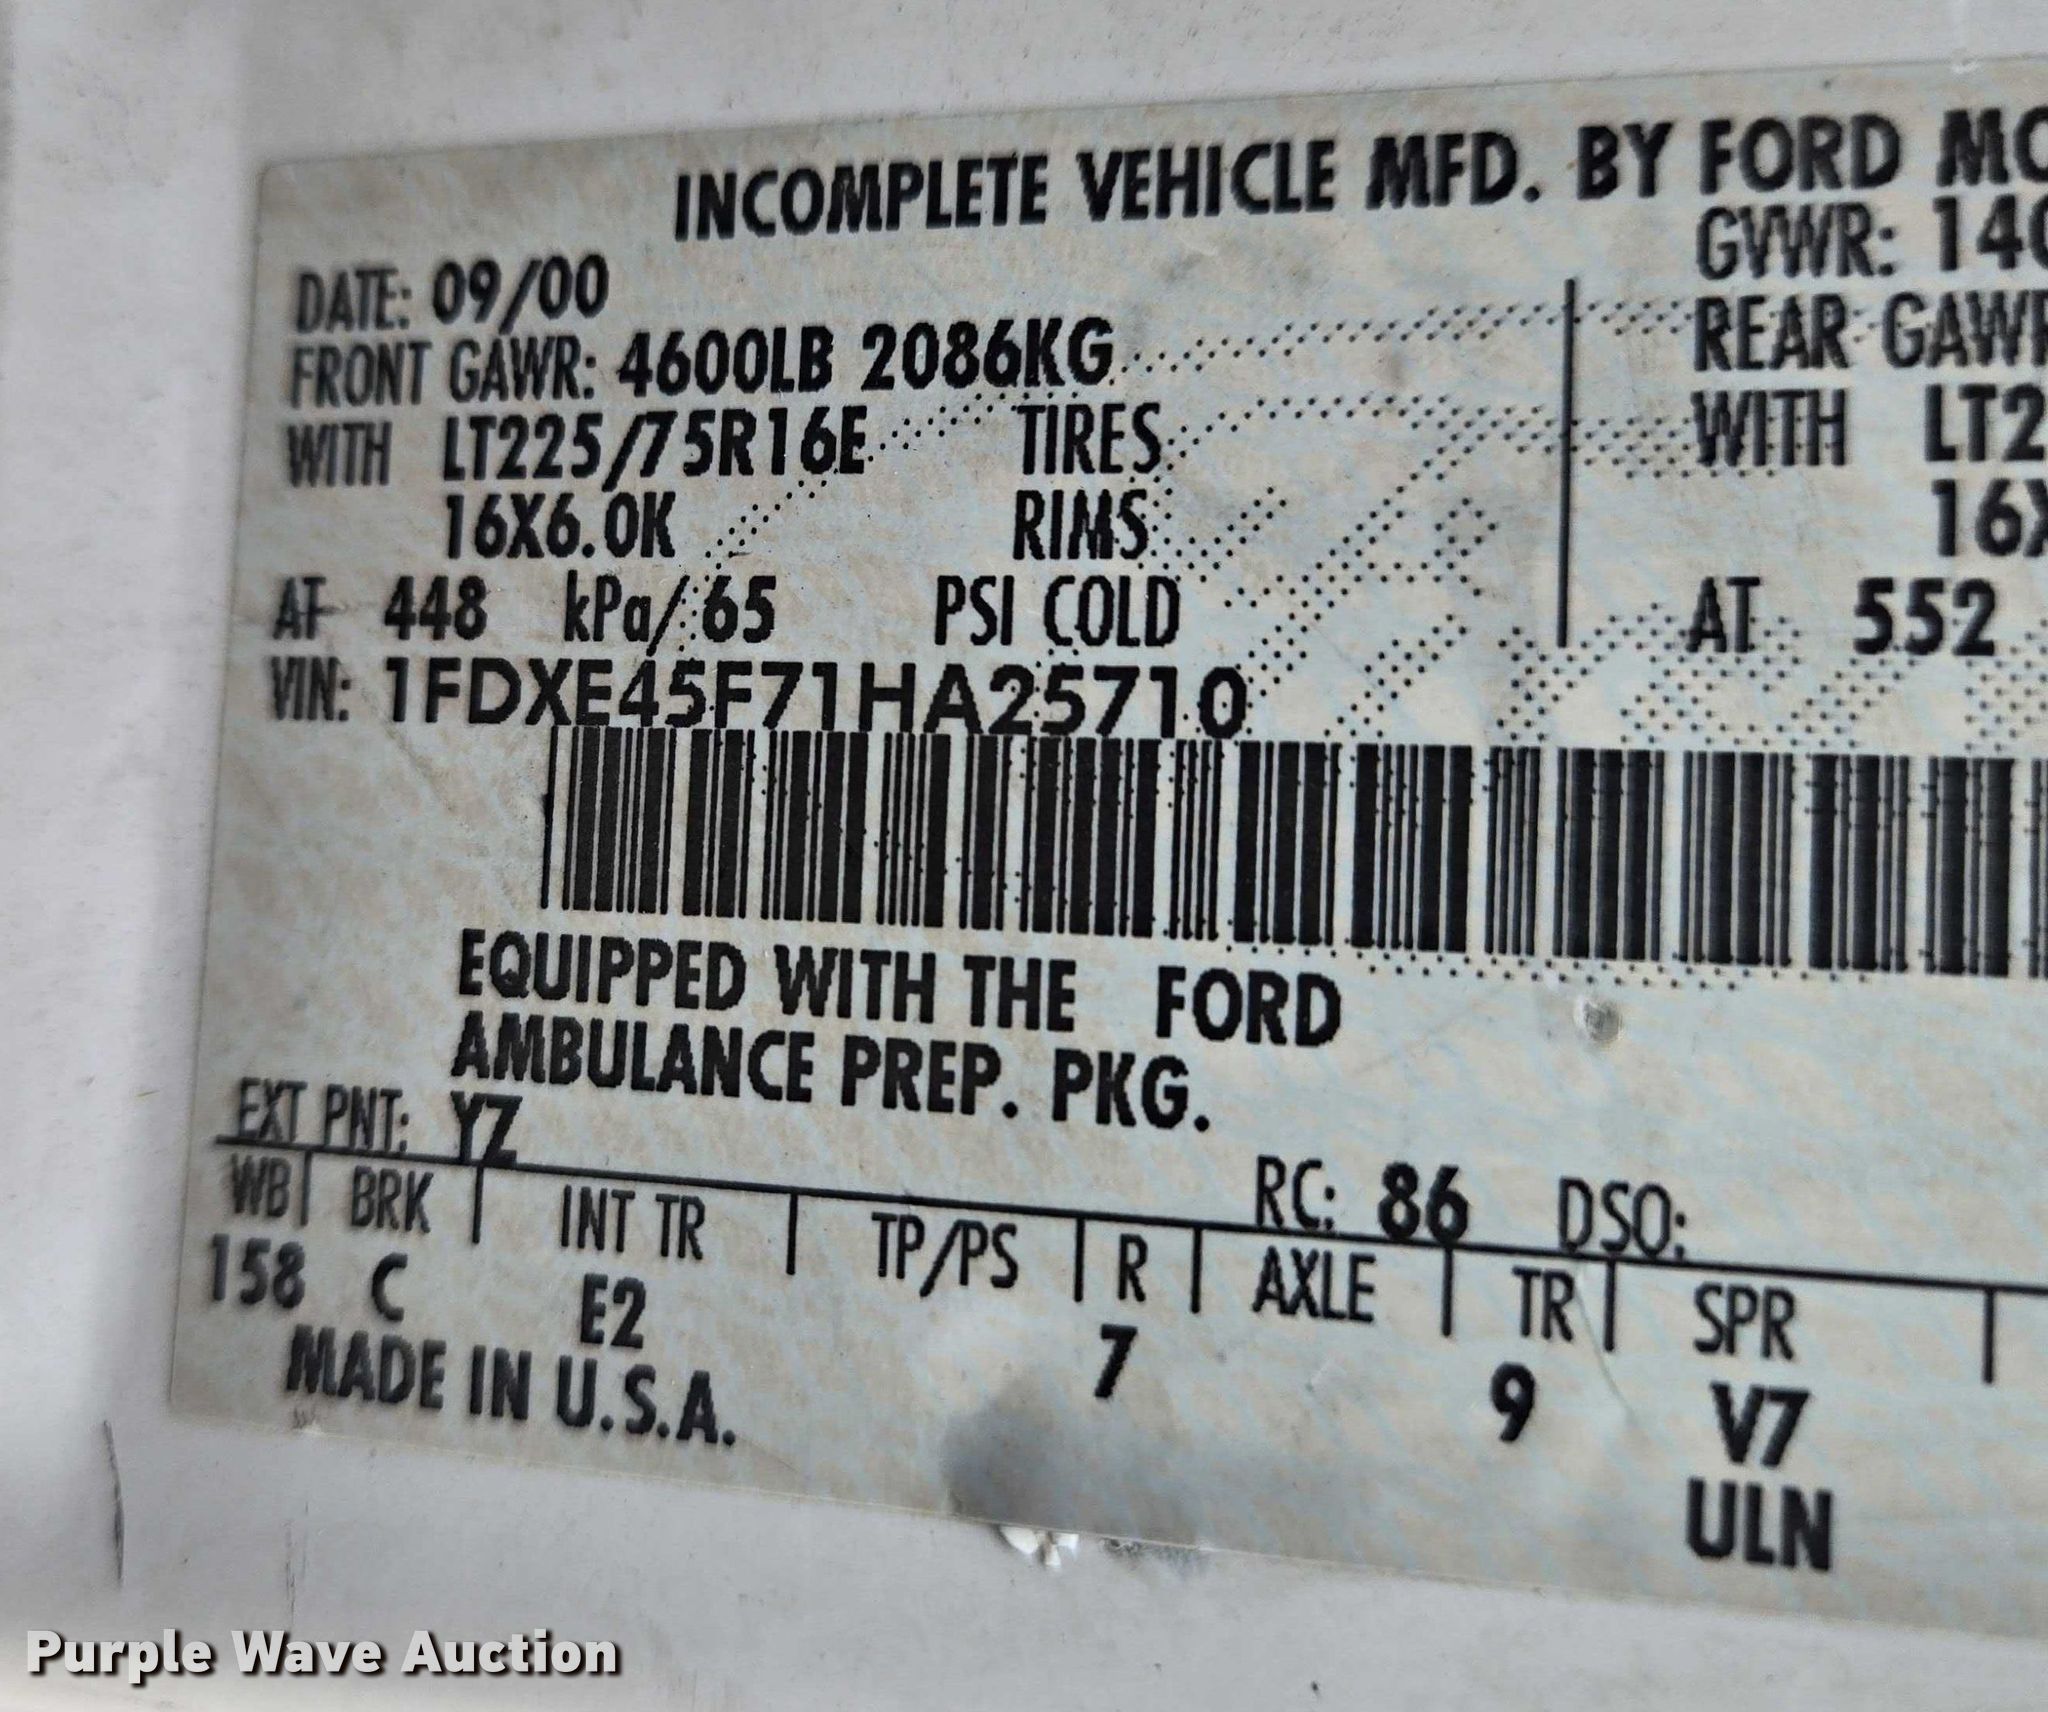 INCOMPLETE VEHICLE MFD. BY FORD MO
DATE: 09/00 GVWR: 140
FRONT GAWR: 4600LB 2086KG REAR GAWR
WITH LT225/75R16E TIRES WITH LT2
16X6.0K RIMS 16X
AT 448 kPa/ 65 PSI COLD AT 552
VIN: 1FDXE45F71HA25710
EQUIPPED WITH THE FORD
AMBULANCE PREP. PKG.
EXT PNT: YZ RC: 86 DSO:
WB | BRK | INT TR | TP/PS | R | AXLE | TR | SPR |
158 C E2 7 9 V7
ULN
MADE IN U.S.A.
Purple Wave Auction